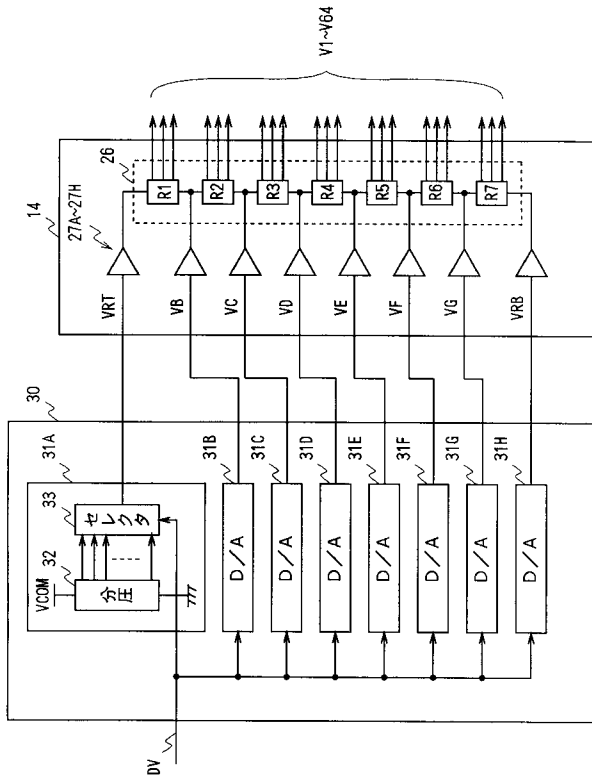 V1~V64
14
26
27A~27H
R1
R2
R3
R4
R5
R6
R7
VRT
VB
VC
VD
VE
VF
VG
VRB
30
31A
33
セレクタ
32
VCOM
分圧
31B
D/A
31C
D/A
31D
D/A
31E
D/A
31F
D/A
31G
D/A
31H
D/A
DV